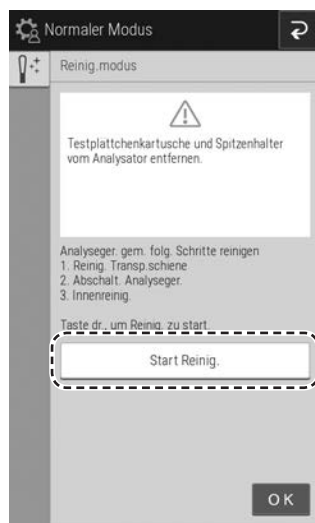 Normaler Modus
Reinig.modus
Testplattchenkartusche und Spitzenhalter
vom Analysator entfernen.
Analyseger. gem. folg. Schritte reinigen
1. Reinig. Transp.schiene
2. Abschalt. Analyseger.
3. Innenreinig.
Taste dr., um Reinig. zu start.
Start Reinig.
OK